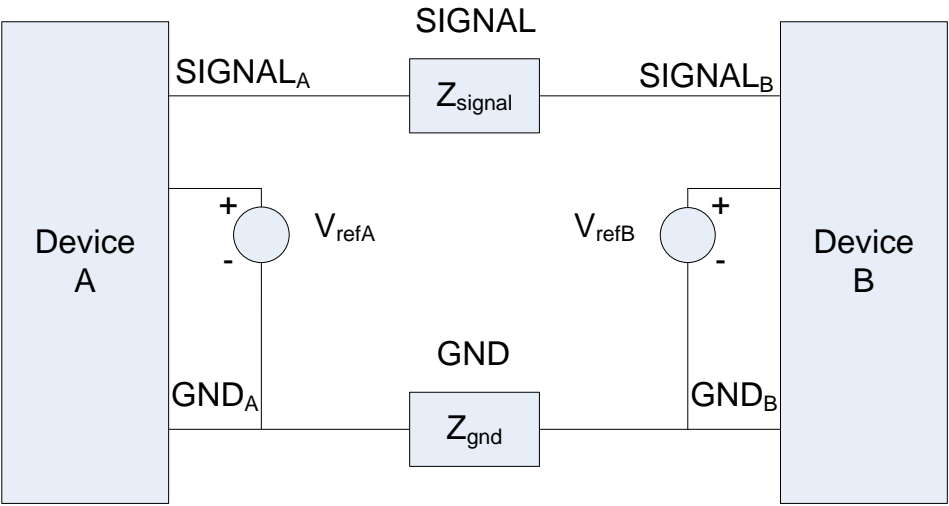 SIGNAL
SIGNALA
Zsignal
SIGNALB
+
VrefA
-
VrefB
+
-
Device
A
Device
B
GND
GNDA
Zgnd
GNDB